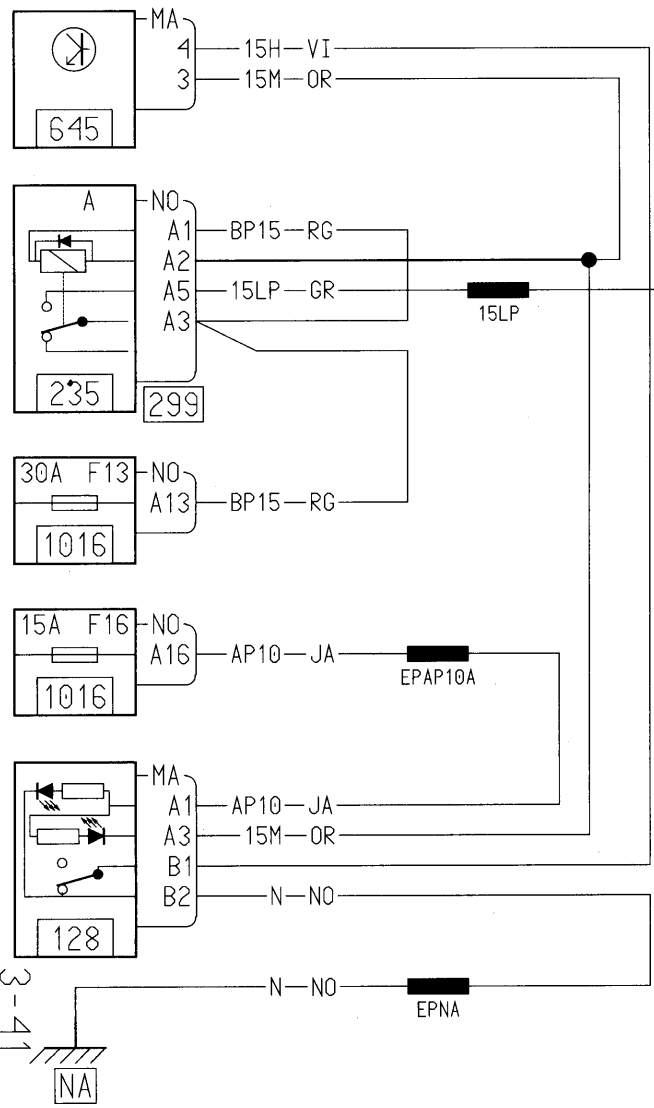 MA
4 15H VI
3 15M OR
645
A NO
A1 BP15 RG
A2
A5 15LP GR
15LP
A3
235
299
30A F13 NO
A13 BP15 RG
1016
15A F16 NO
A16 AP10 JA
EPAP10A
1016
MA
A1 AP10 JA
A3 15M OR
B1
B2 N NO
128
N NO
EPNA
3-41
NA